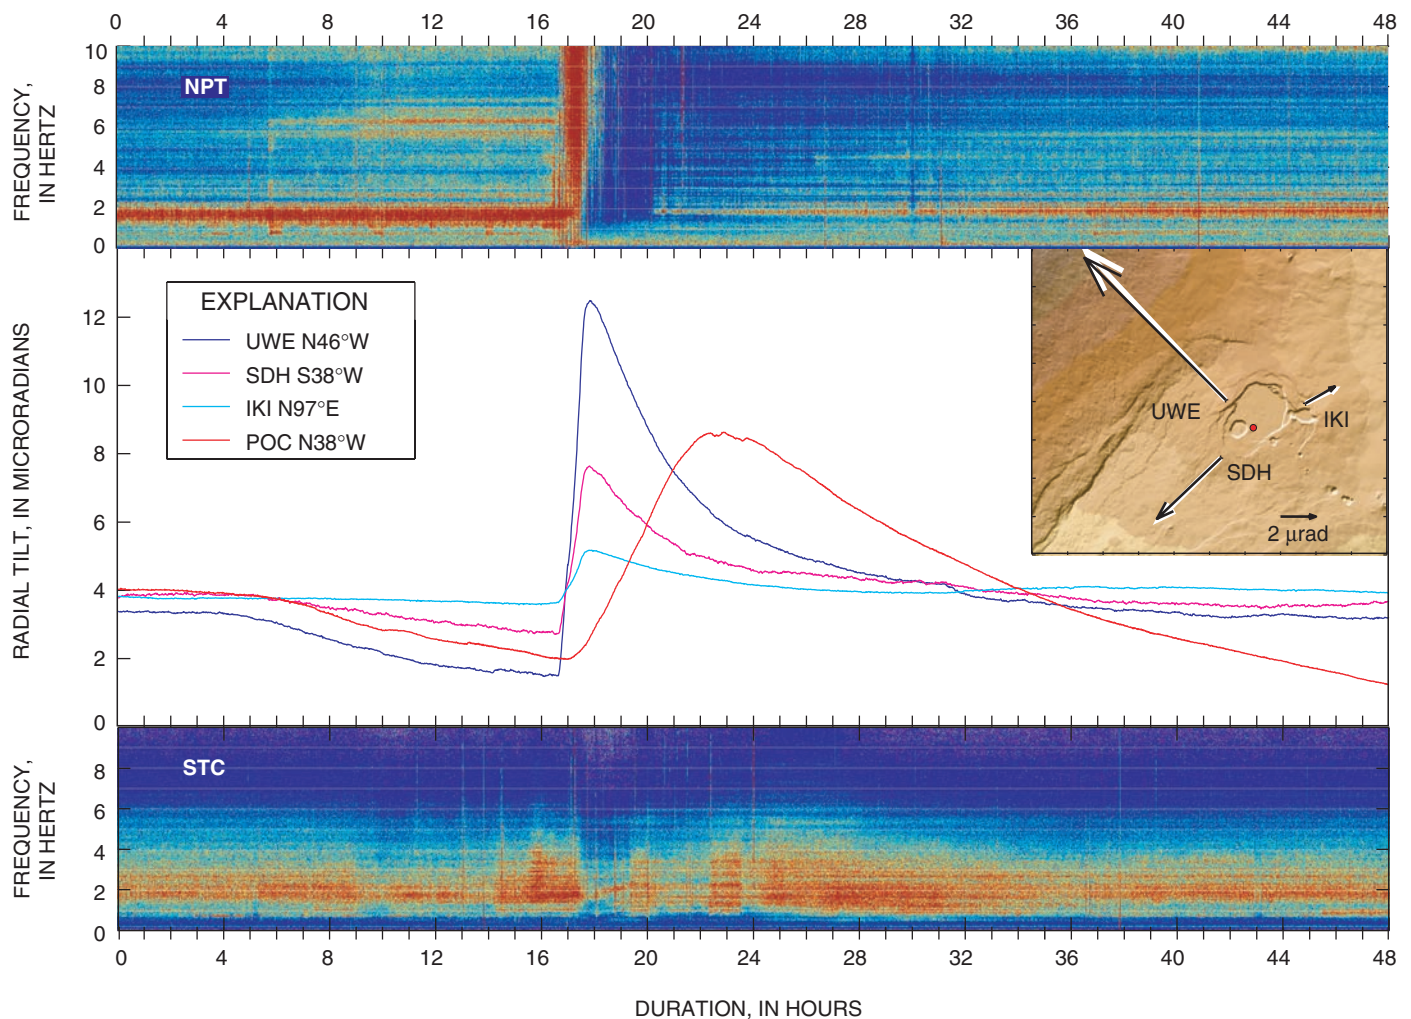 0 4 8 12 16 20 24 28 32 36 40 44 48
FREQUENCY,
IN HERTZ
10
8
6
4
2
0
NPT
RADIAL TILT, IN MICRORADIANS
12
10
8
6
4
2
0
EXPLANATION
UWE N46°W
SDH S38°W
IKI N97°E
POC N38°W
UWE
IKI
SDH
2 µrad
FREQUENCY,
IN HERTZ
8
6
4
2
0
STC
0 4 8 12 16 20 24 28 32 36 40 44 48
DURATION, IN HOURS